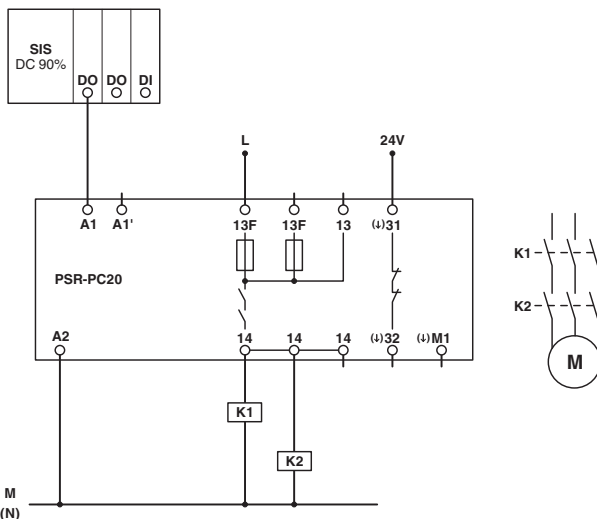 SIS
DC 90%
DO DO DI
L 24V
A1 A1' 13F 13F 13 (↓)31
PSR-PC20
K1
K2
A2 14 14 14 (↓)32 (↓)M1
M
K1
K2
M
(N)